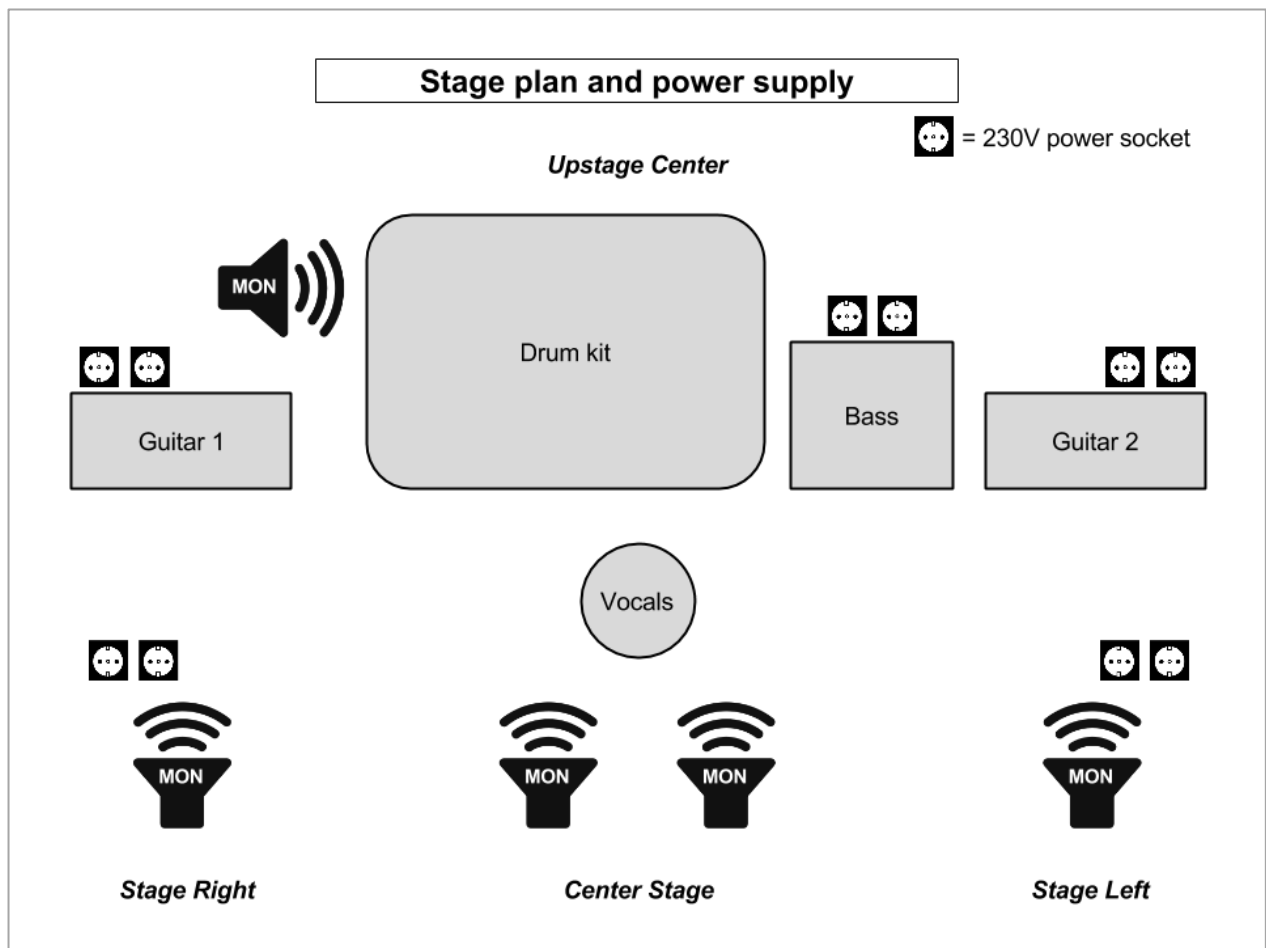 Stage plan and power supply
= 230V power socket
Upstage Center
MON
Drum kit
Bass
Guitar 1
Guitar 2
Vocals
MON
MON
MON
MON
Stage Right
Center Stage
Stage Left